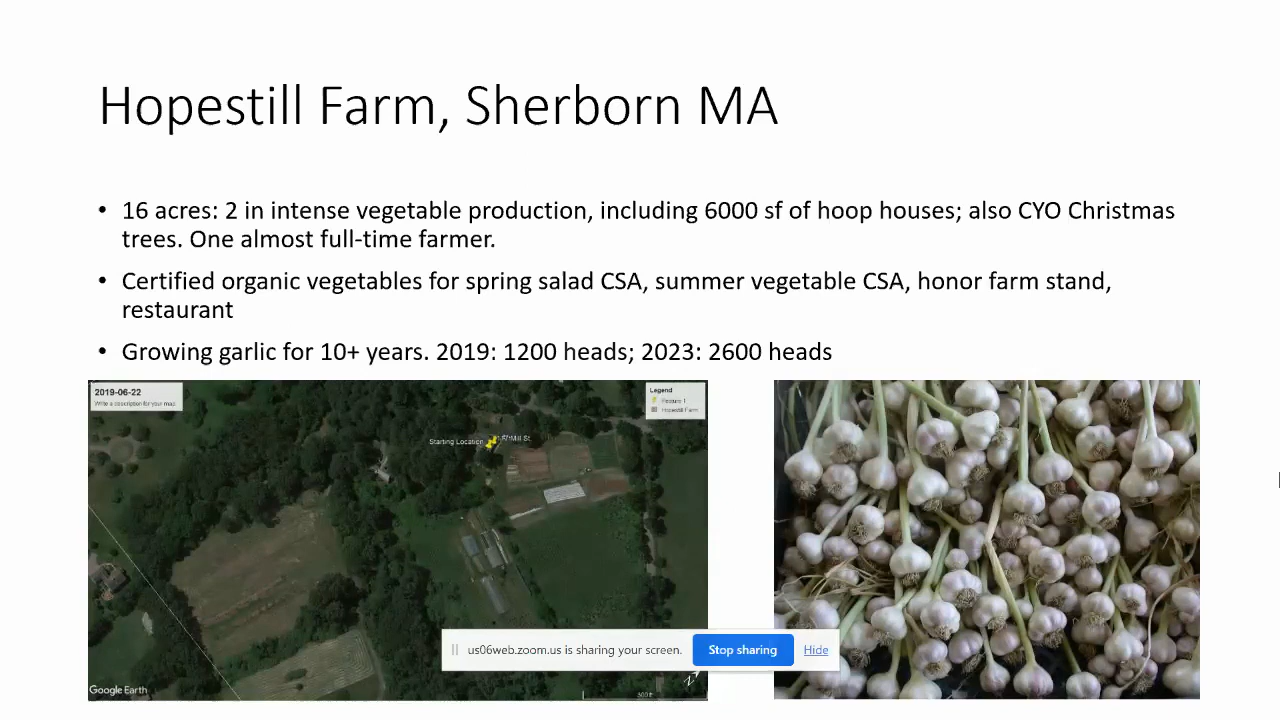 Hopestill Farm, Sherborn MA
• 16 acres: 2 in intense vegetable production, including 6000 sf of hoop houses; also CYO Christmas
trees. One almost full-time farmer.
• Certified organic vegetables for spring salad CSA, summer vegetable CSA, honor farm stand,
restaurant
• Growing garlic for 10+ years. 2019: 1200 heads; 2023: 2600 heads
2019-06-22
Write a description for your map.
Legend
Feature 1
Hopestill Farm
Starting Location
Mill St
us06web.zoom.us is sharing your screen.
Stop sharing
Hide
Google Earth
N